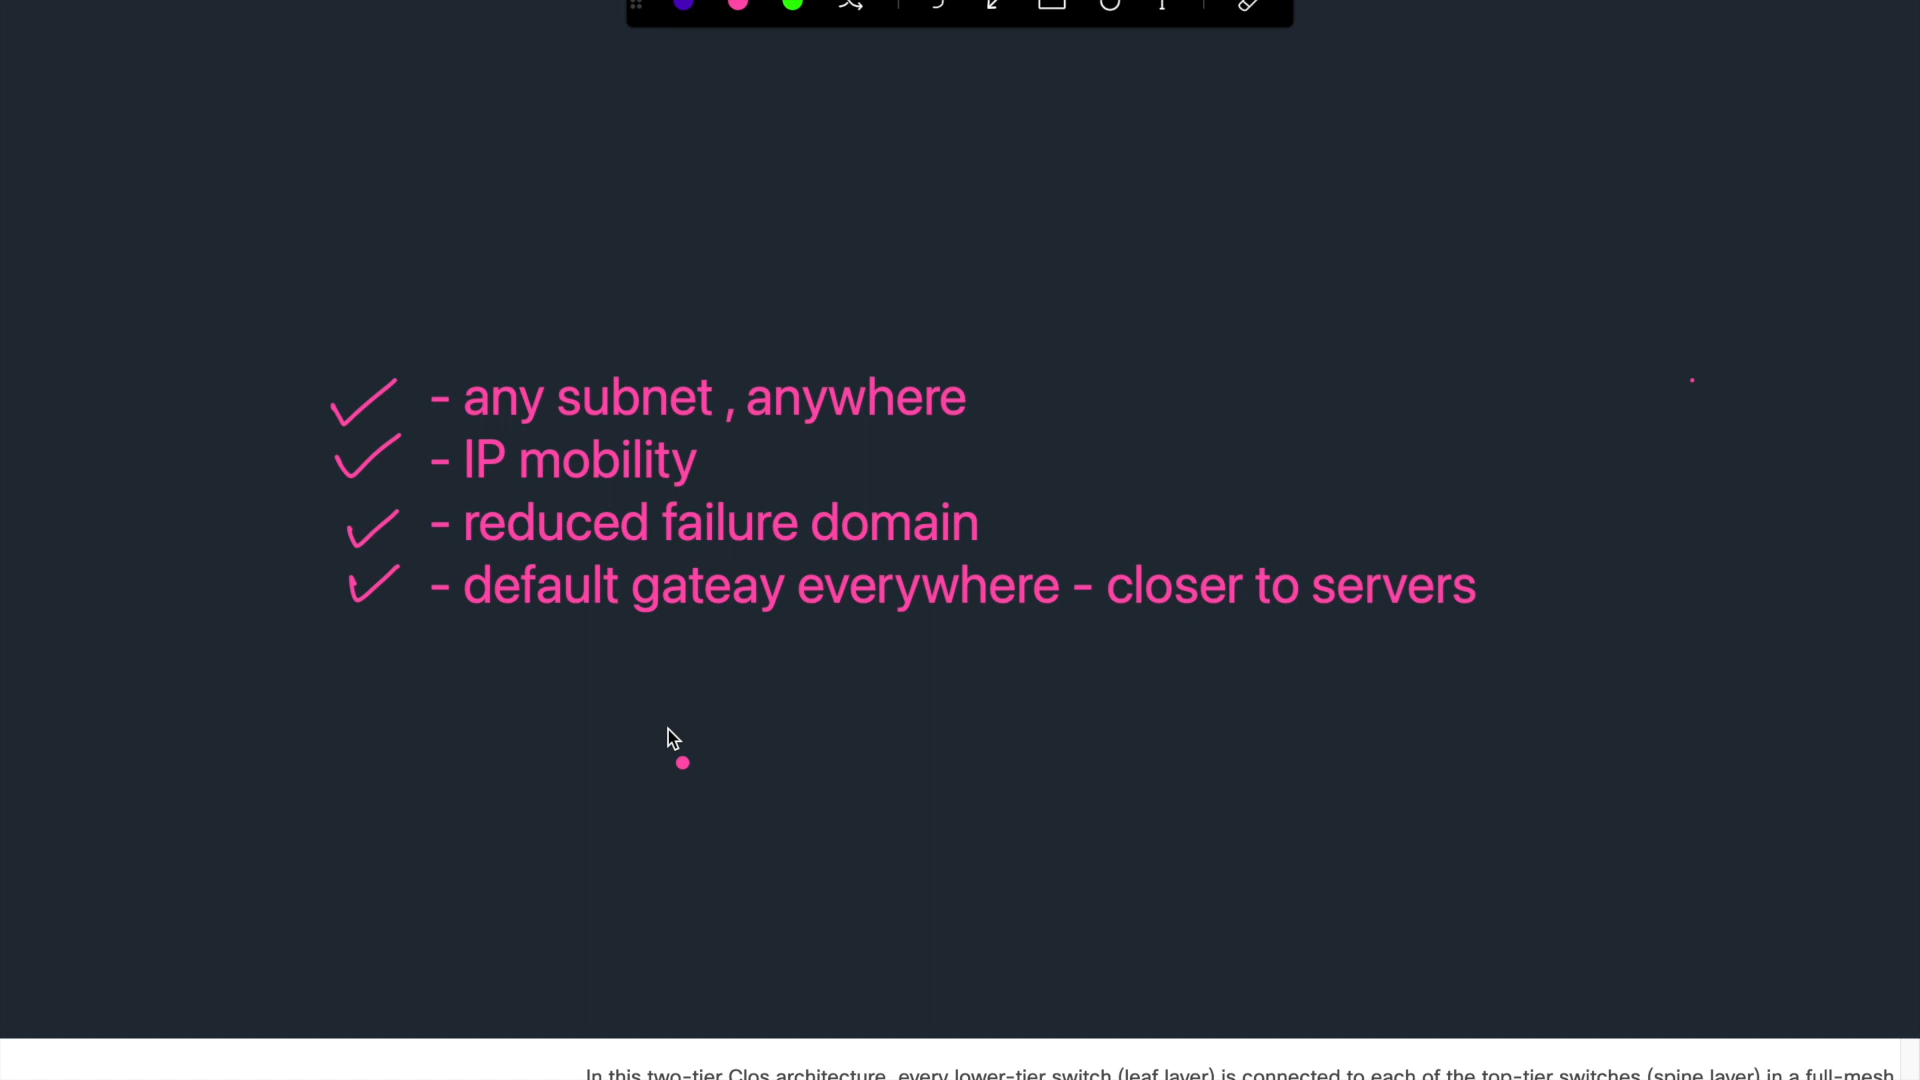 - any subnet , anywhere
- IP mobility
- reduced failure domain
- default gateay everywhere - closer to servers
In this two-tier Clos architecture, every lower-tier switch (leaf layer) is connected to each of the top-tier switches (spine layer) in a full-mesh